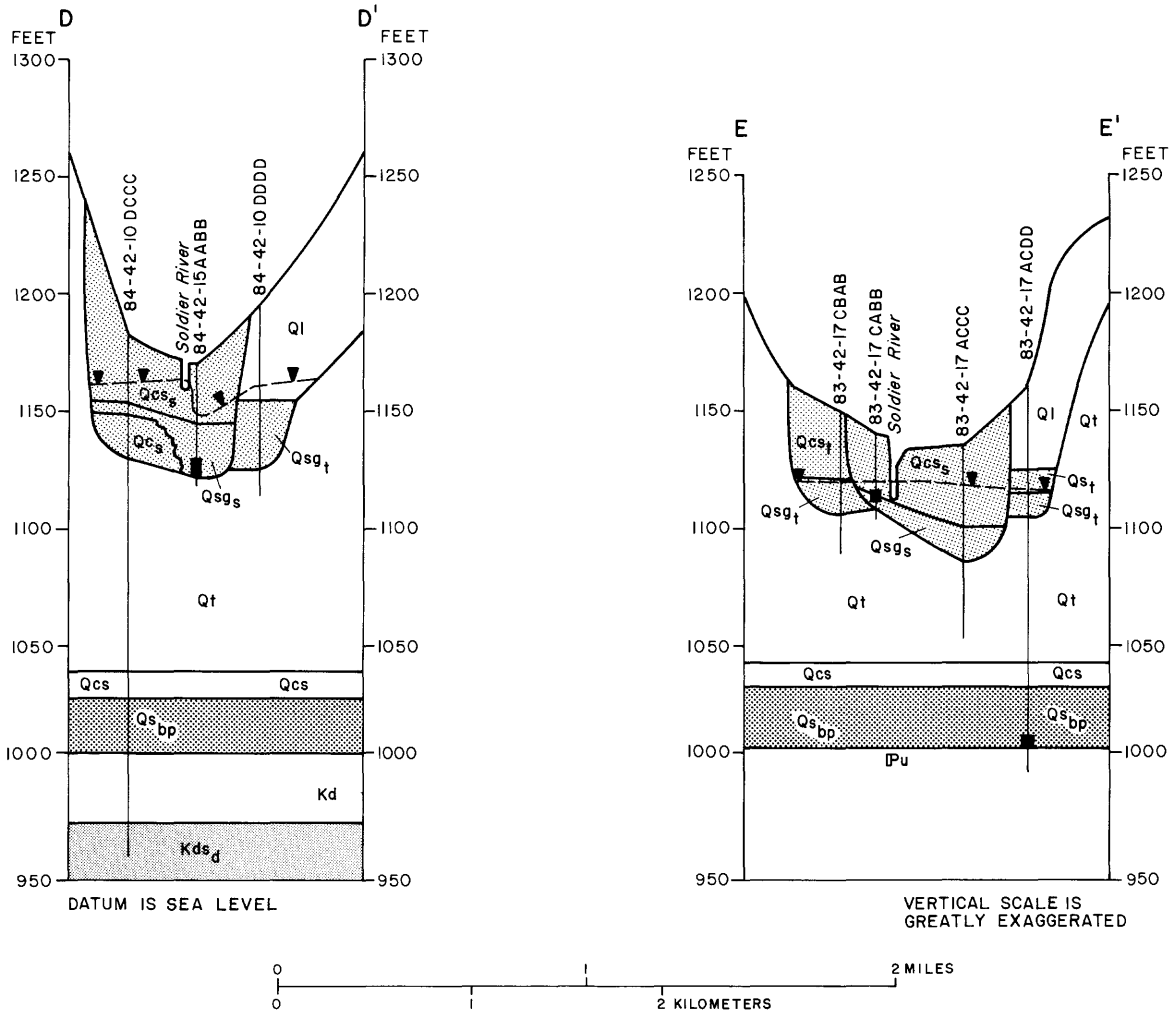 D D'
FEET FEET
1300 1300
1250 1250
1200 1200
1150 1150
1100 1100
1050 1050
1000 1000
950 950
84-42-10 DCCC
Soldier River
84-42-15AABB
84-42-10 DDDD
Ql
Qcss
Qcs
Qsgs
Qsgt
Qt
Qcs Qcs
Qsbp
Kd
Kdsd
DATUM IS SEA LEVEL
E E'
FEET FEET
1250 1250
1200 1200
1150 1150
1100 1100
1050 1050
1000 1000
950 950
83-42-17 CBAB
83-42-17 CABB
Soldier River
83-42-17 ACCC
83-42-17 ACDD
Ql
Qt
Qcst
Qcss
Qst
Qsgt
Qsgt
Qsgs
Qt Qt
Qcs Qcs
Qsbp Qsbp
ℙu
VERTICAL SCALE IS
GREATLY EXAGGERATED
0 1 2 MILES
0 1 2 KILOMETERS